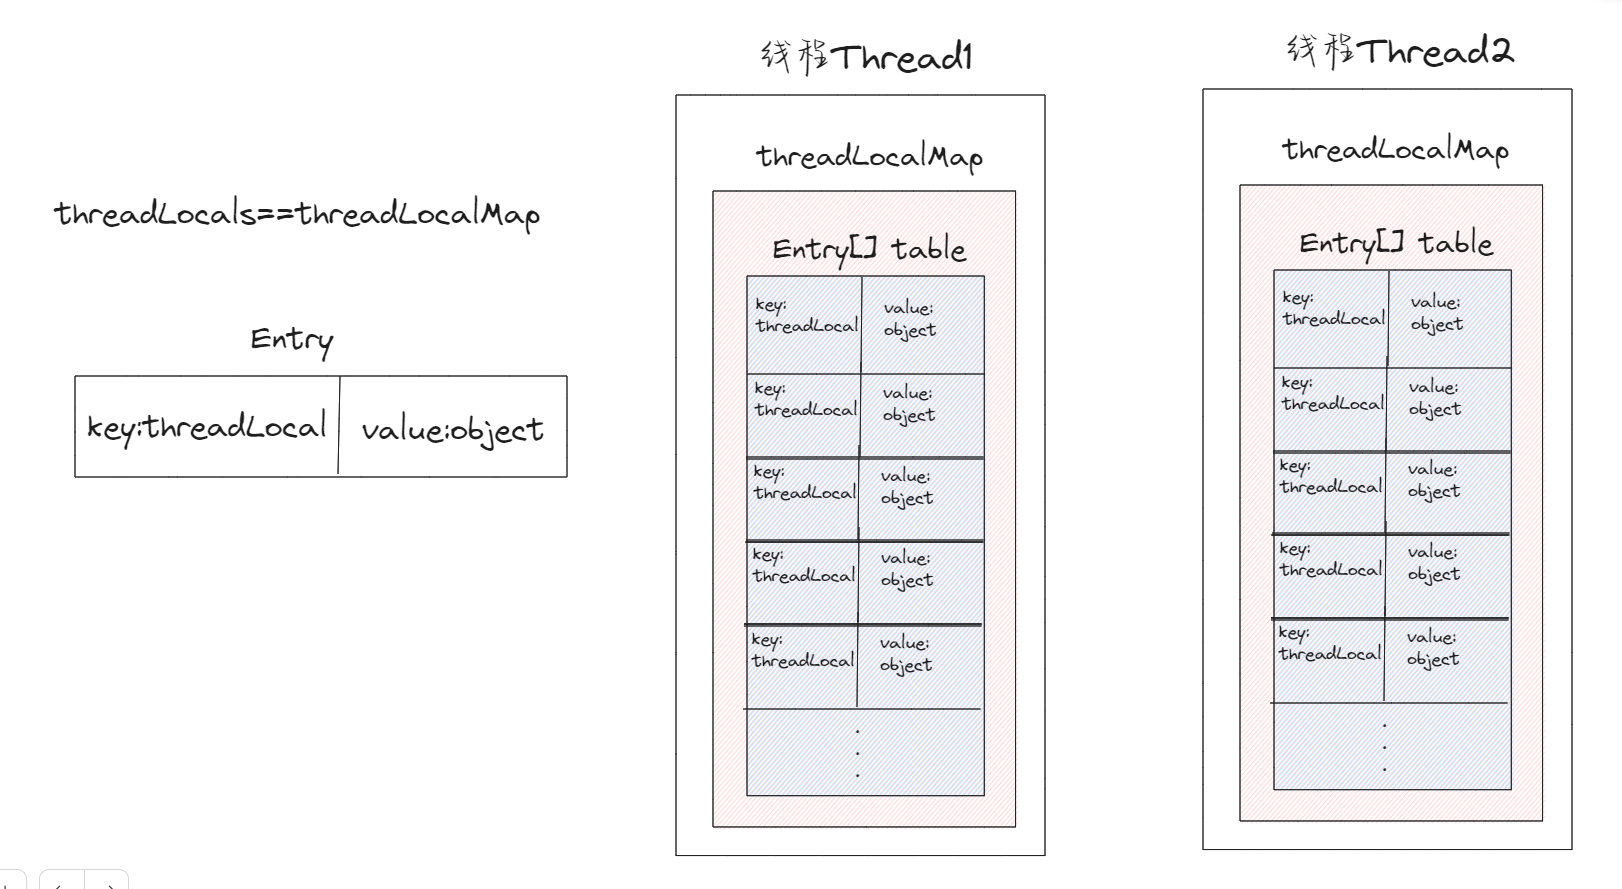 threadLocals==threadLocalMap
Entry
key:threadLocal
value:object
线程Thread1
threadLocalMap
Entry[] table
key:
threadLocal
value:
object
key:
threadLocal
value:
object
key:
threadLocal
value:
object
key:
threadLocal
value:
object
key:
threadLocal
value:
object
线程Thread2
threadLocalMap
Entry[] table
key:
threadLocal
value:
object
key:
threadLocal
value:
object
key:
threadLocal
value:
object
key:
threadLocal
value:
object
key:
threadLocal
value:
object